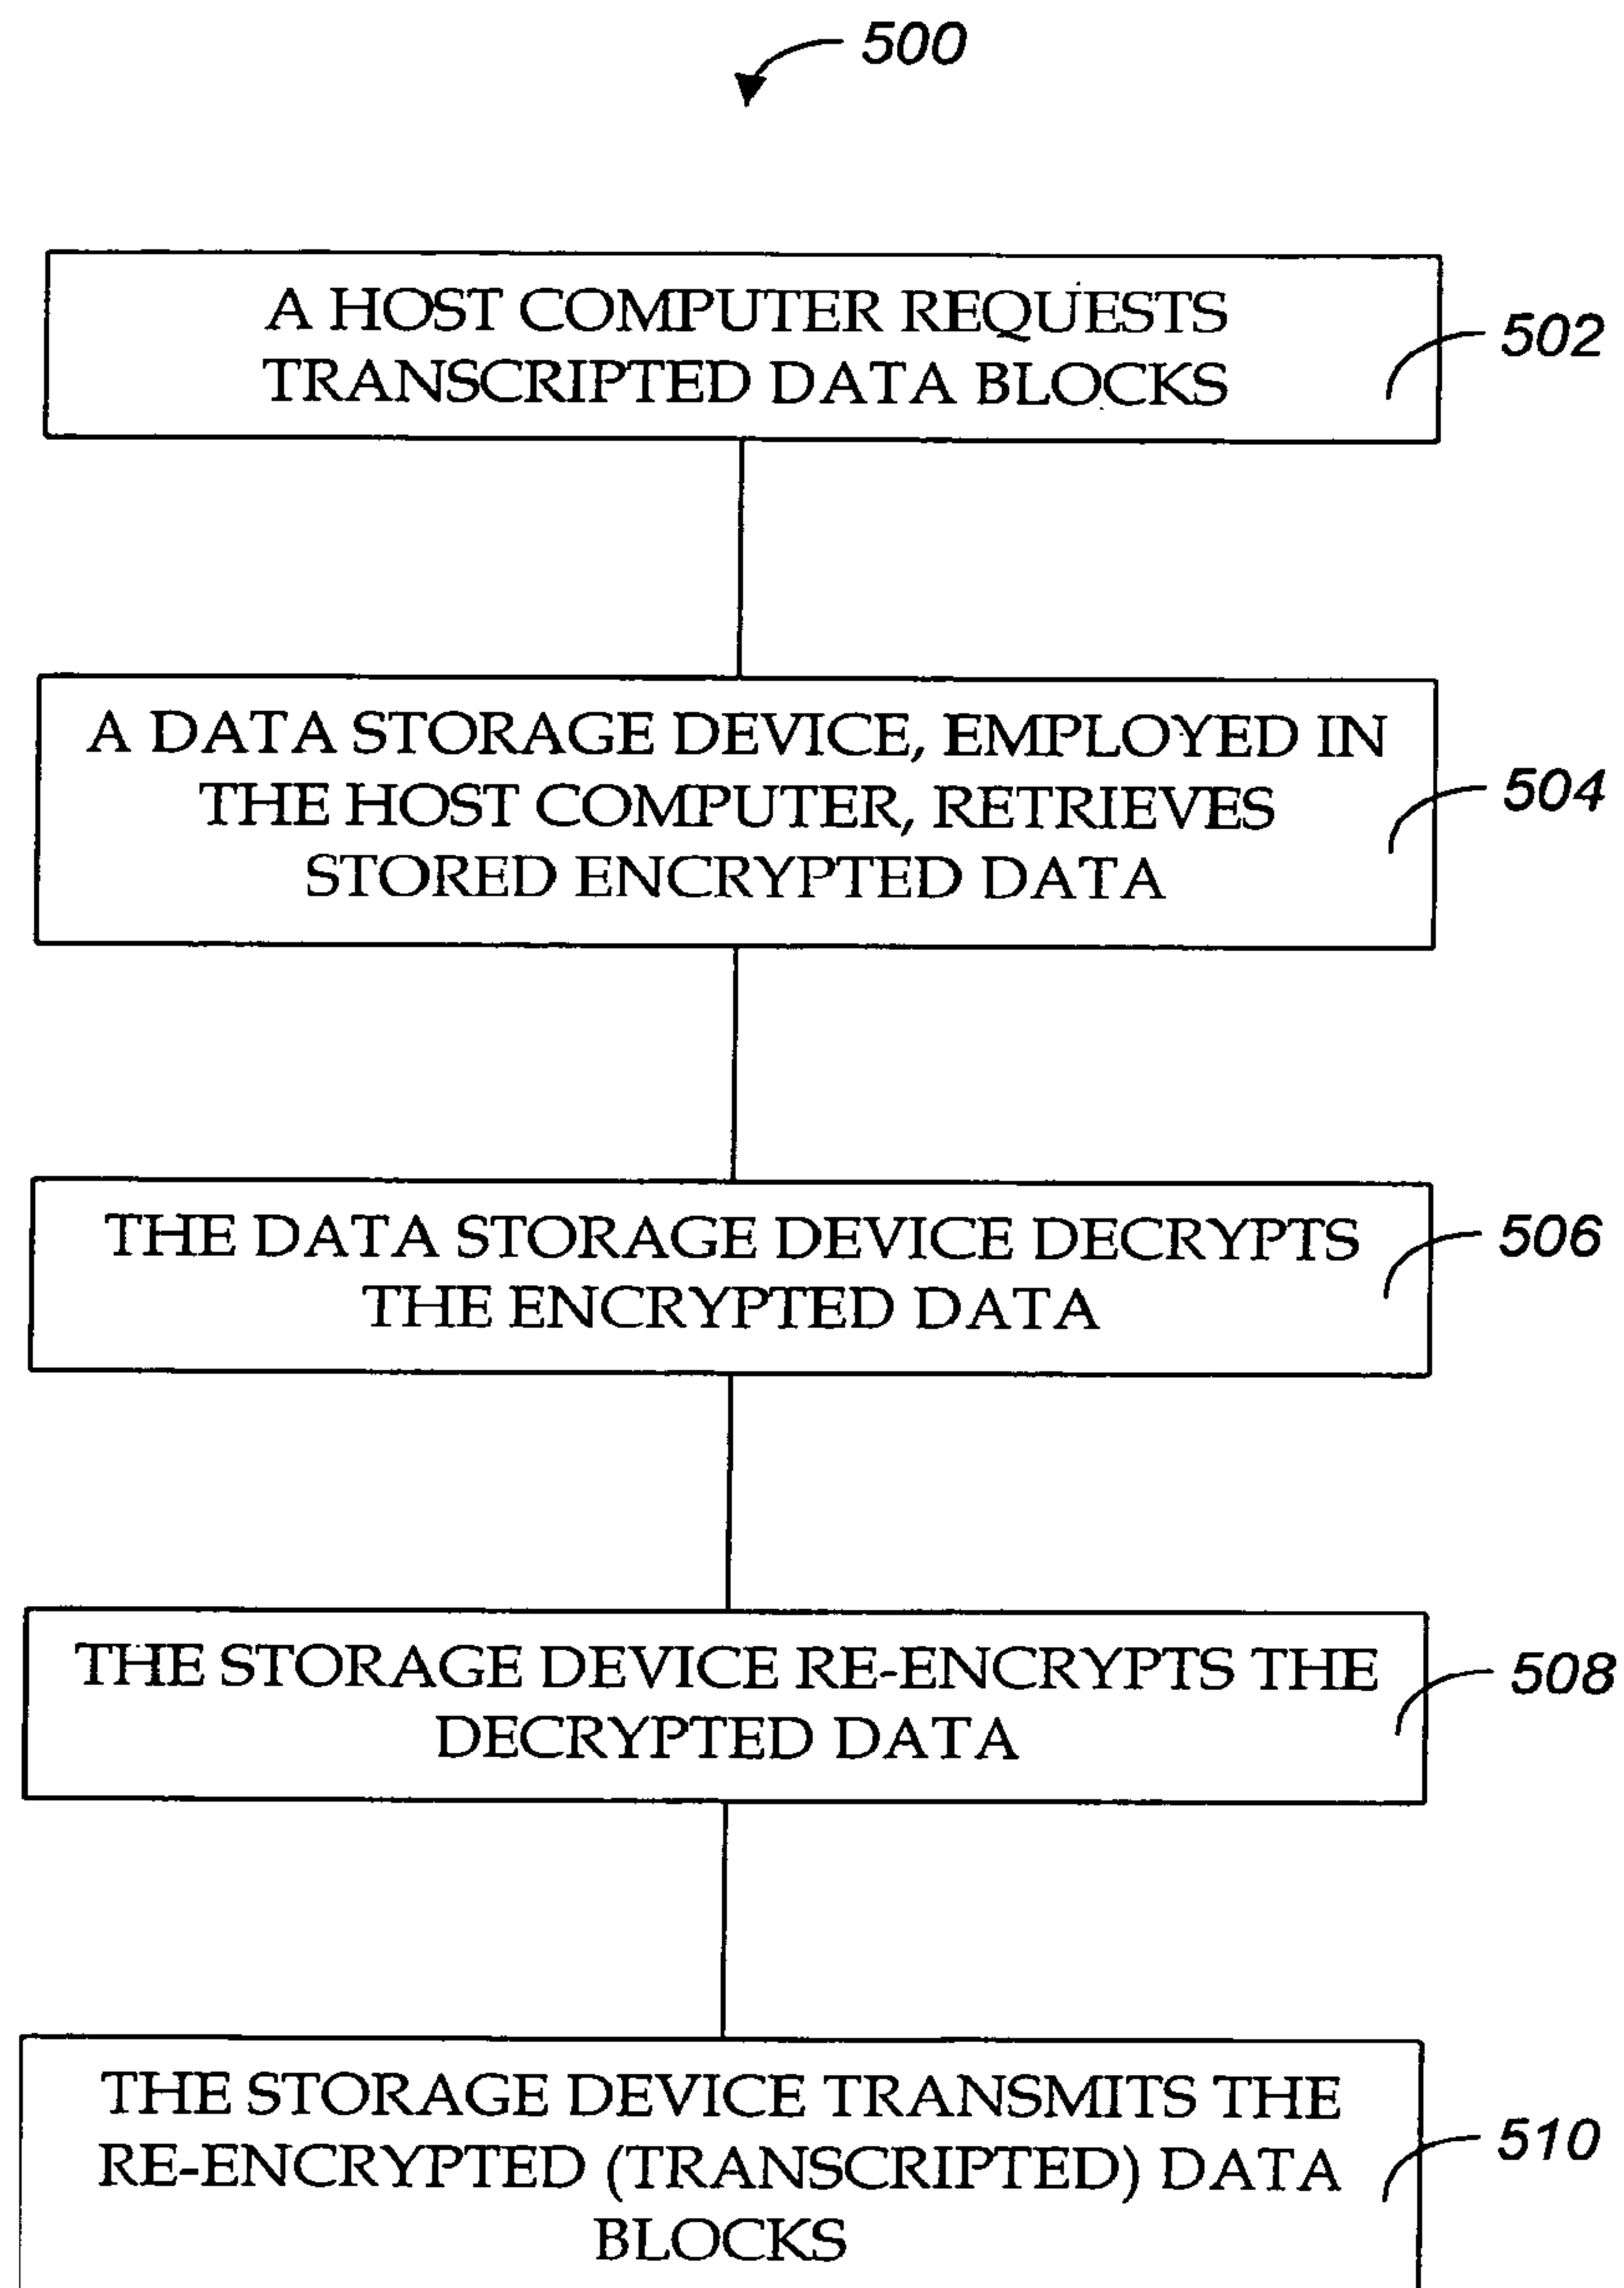 500
A HOST COMPUTER REQUESTS
TRANSCRIPTED DATA BLOCKS
502
A DATA STORAGE DEVICE, EMPLOYED IN
THE HOST COMPUTER, RETRIEVES
STORED ENCRYPTED DATA
504
THE DATA STORAGE DEVICE DECRYPTS
THE ENCRYPTED DATA
506
THE STORAGE DEVICE RE-ENCRYPTS THE
DECRYPTED DATA
508
THE STORAGE DEVICE TRANSMITS THE
RE-ENCRYPTED (TRANSCRIPTED) DATA
BLOCKS
510